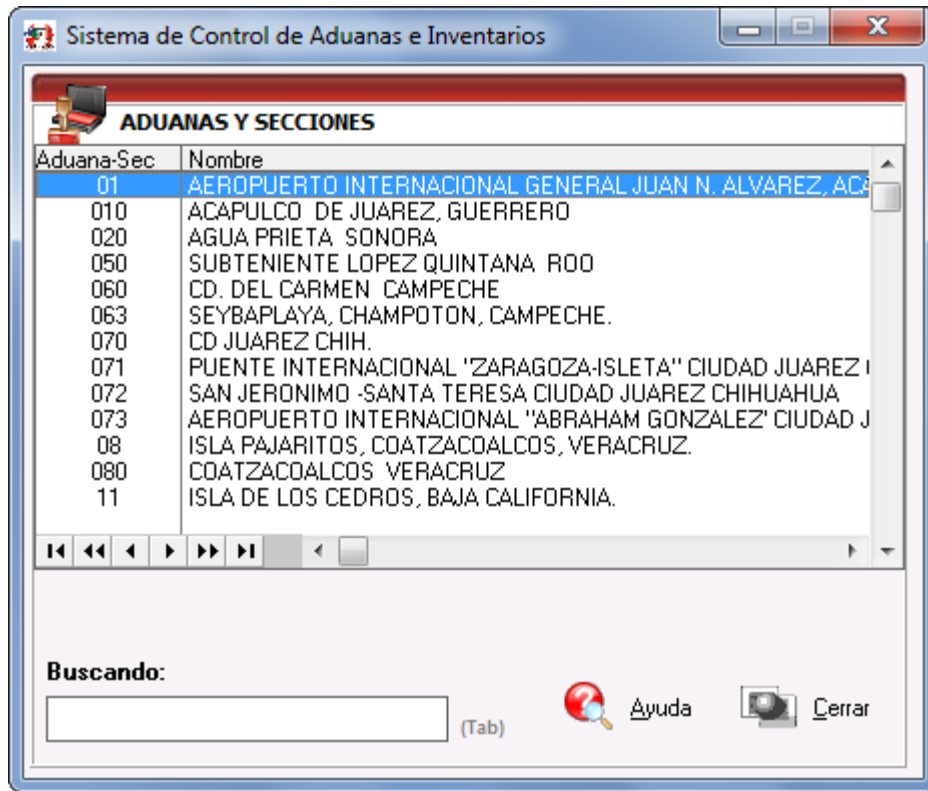 Sistema de Control de Aduanas e Inventarios
ADUANAS Y SECCIONES
Aduana-Sec Nombre
01 AEROPUERTO INTERNACIONAL GENERAL JUAN N. ALVAREZ, ACA
010 ACAPULCO DE JUAREZ, GUERRERO
020 AGUA PRIETA SONORA
050 SUBTENIENTE LOPEZ QUINTANA ROO
060 CD. DEL CARMEN CAMPECHE
063 SEYBAPLAYA, CHAMPOTON, CAMPECHE.
070 CD JUAREZ CHIH.
071 PUENTE INTERNACIONAL "ZARAGOZA-ISLETA" CIUDAD JUAREZ
072 SAN JERONIMO -SANTA TERESA CIUDAD JUAREZ CHIHUAHUA
073 AEROPUERTO INTERNACIONAL "ABRAHAM GONZALEZ' CIUDAD J
08 ISLA PAJARITOS, COATZACOALCOS, VERACRUZ.
080 COATZACOALCOS VERACRUZ
11 ISLA DE LOS CEDROS, BAJA CALIFORNIA.
Buscando:
(Tab) Ayuda Cerrar